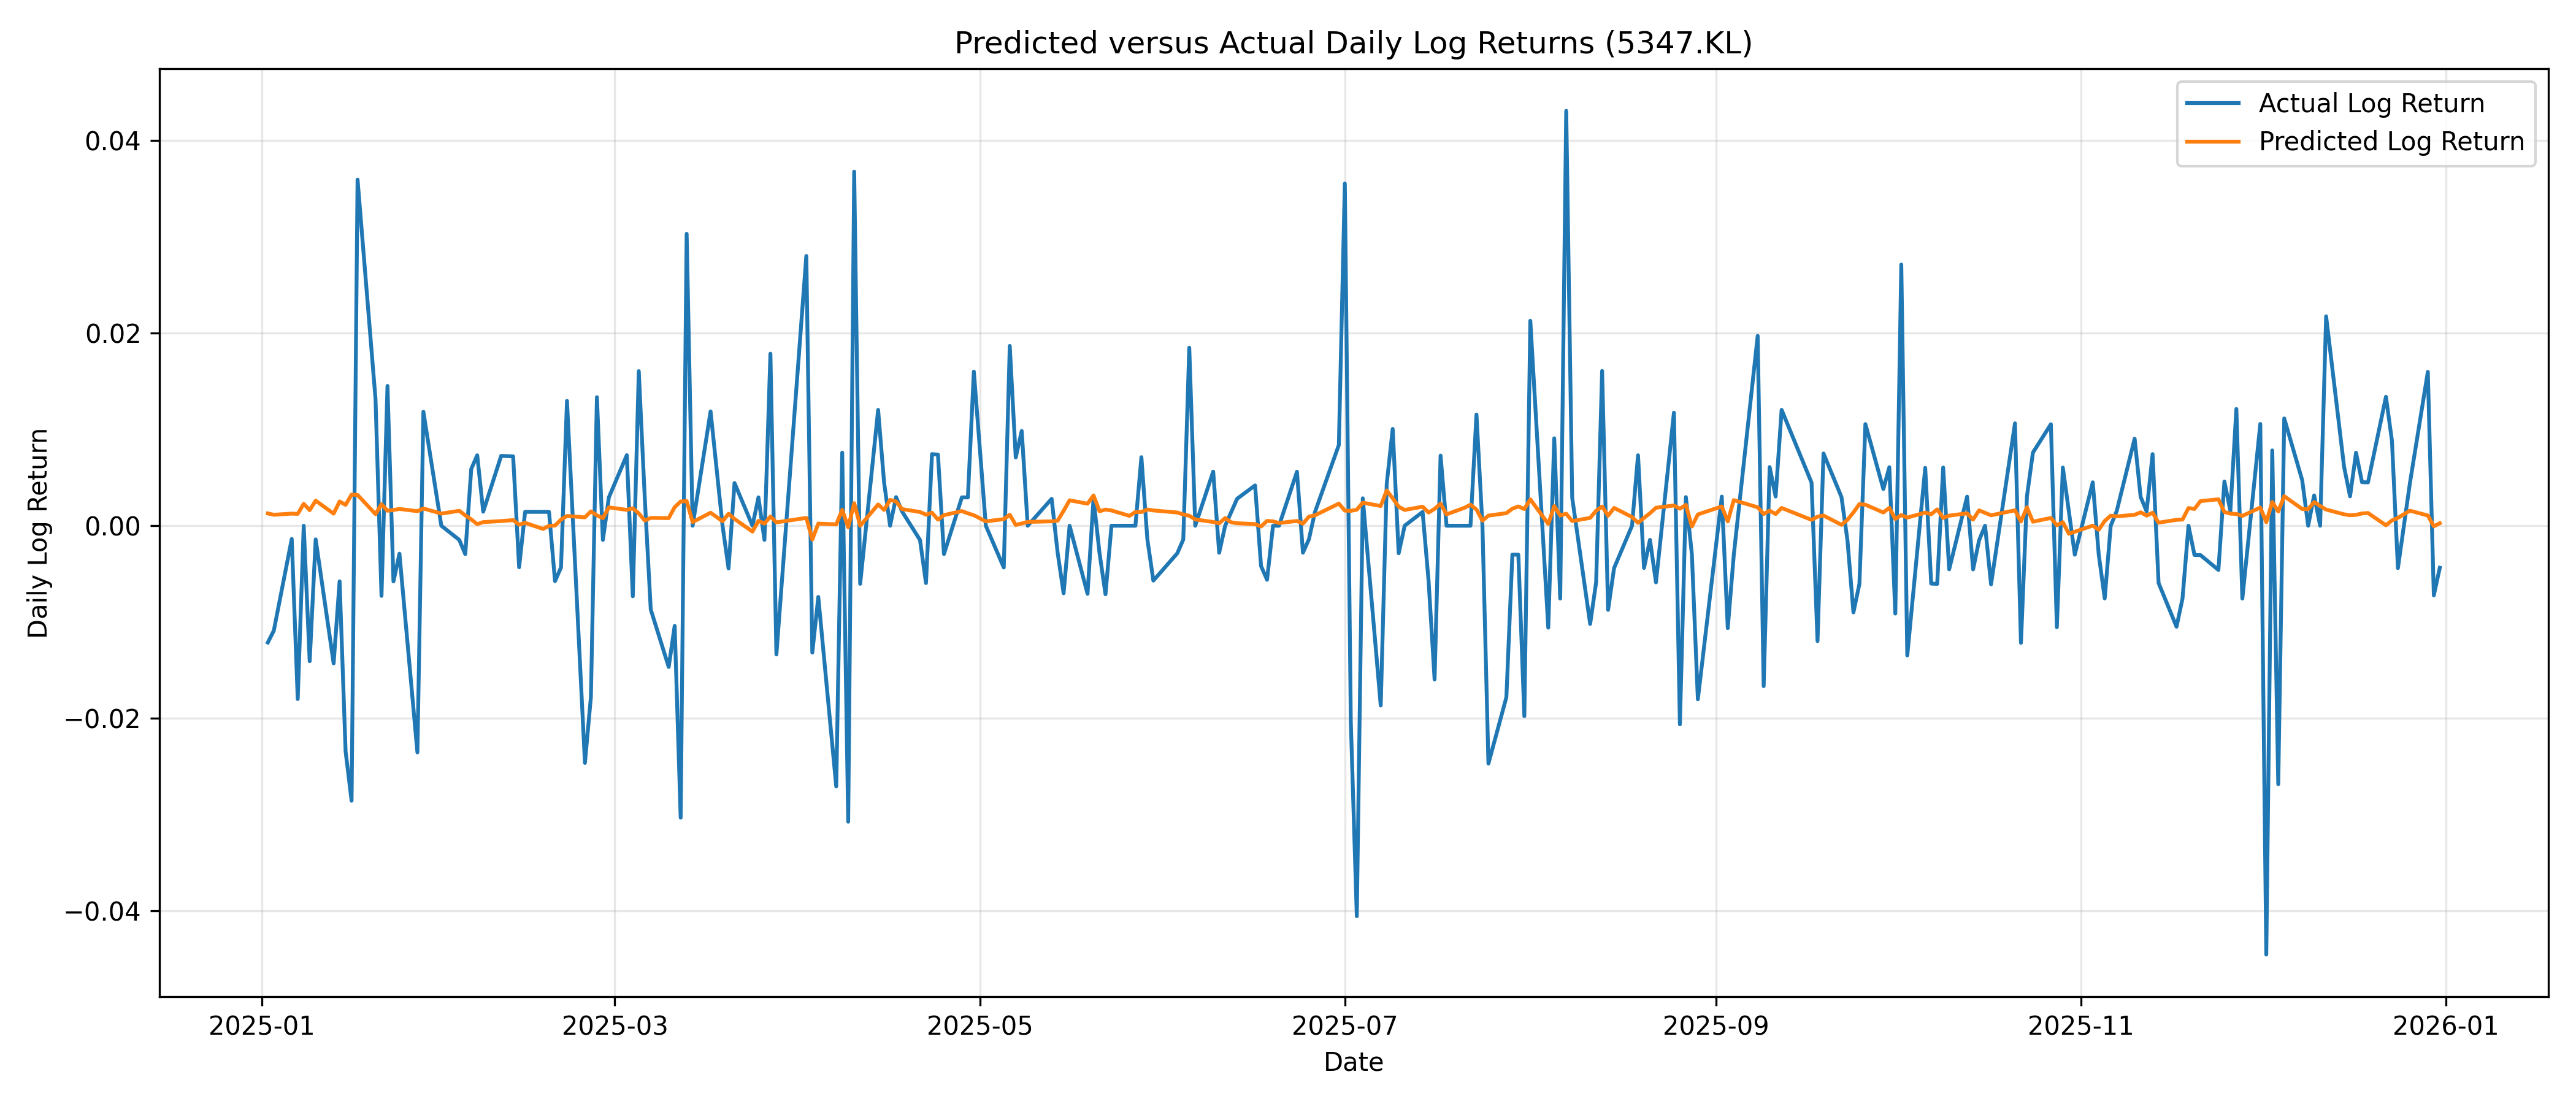 Predicted versus Actual Daily Log Returns (5347.KL)
Actual Log Return
Predicted Log Return
Daily Log Return
0.04
0.02
0.00
−0.02
−0.04
2025-01
2025-03
2025-05
2025-07
2025-09
2025-11
2026-01
Date